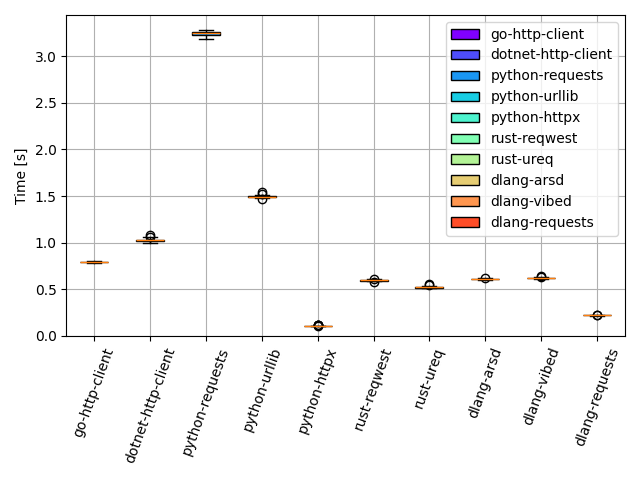 3.0
2.5
2.0
1.5
1.0
0.5
0.0
Time [s]
go-http-client
dotnet-http-client
python-requests
python-urllib
python-httpx
rust-reqwest
rust-ureq
dlang-arsd
dlang-vibed
dlang-requests
go-http-client
dotnet-http-client
python-requests
python-urllib
python-httpx
rust-reqwest
rust-ureq
dlang-arsd
dlang-vibed
dlang-requests